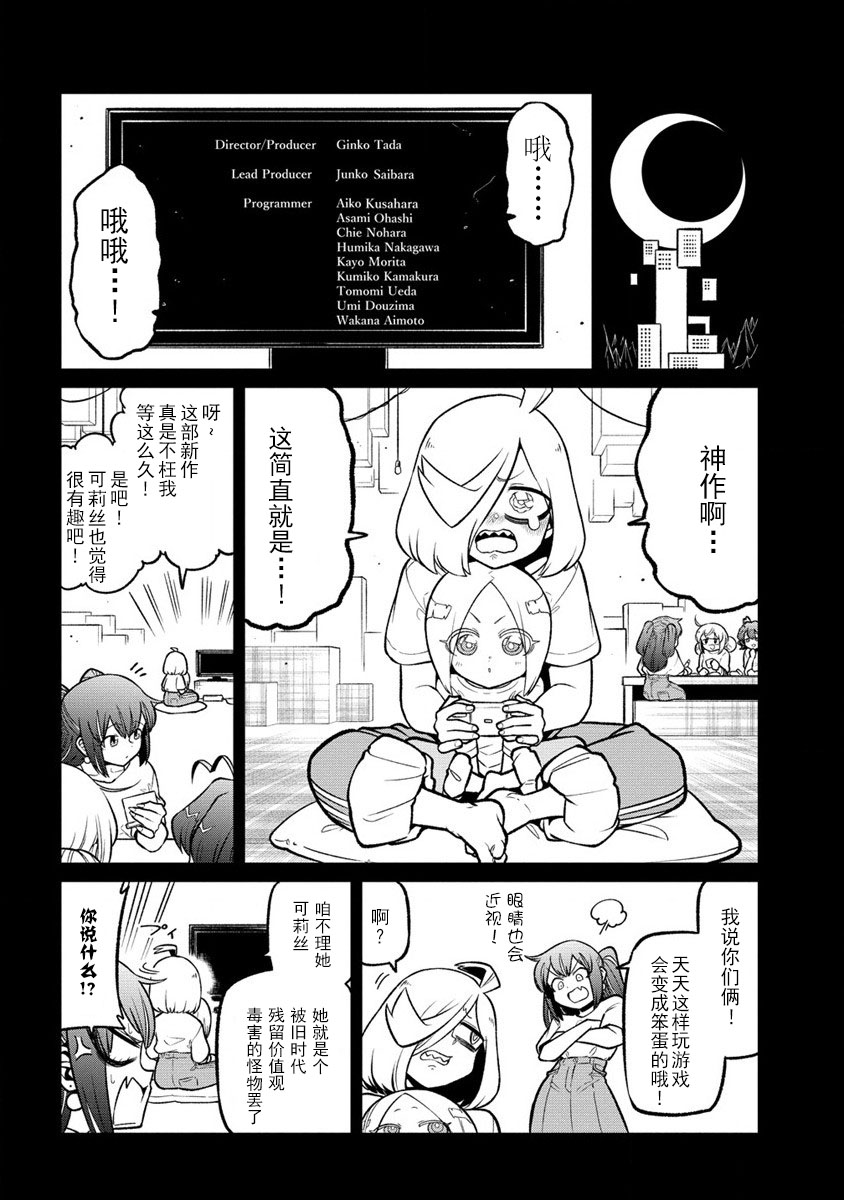 哦……
Director/Producer Ginko Tada
Lead Producer Junko Saibara
Programmer Aiko Kusahara
Asami Ohashi
Chie Nohara
Humika Nakagawa
Kayo Morita
Kumiko Kamakura
Tomomi Ueda
Umi Douzima
Wakana Aimoto
哦哦…！
神作啊…
这简直就是…！
呀~
这部新作
真是不枉我
等这么久！
是吧！
可莉丝也觉得
很有趣吧！
我说你们俩！
天天这样玩游戏
会变成笨蛋的哦！
眼睛也会
近视！
啊？
咱不理她
可莉丝
她就是个
被旧时代
残留价值观
毒害的怪物罢了
プイ
你说什么!?